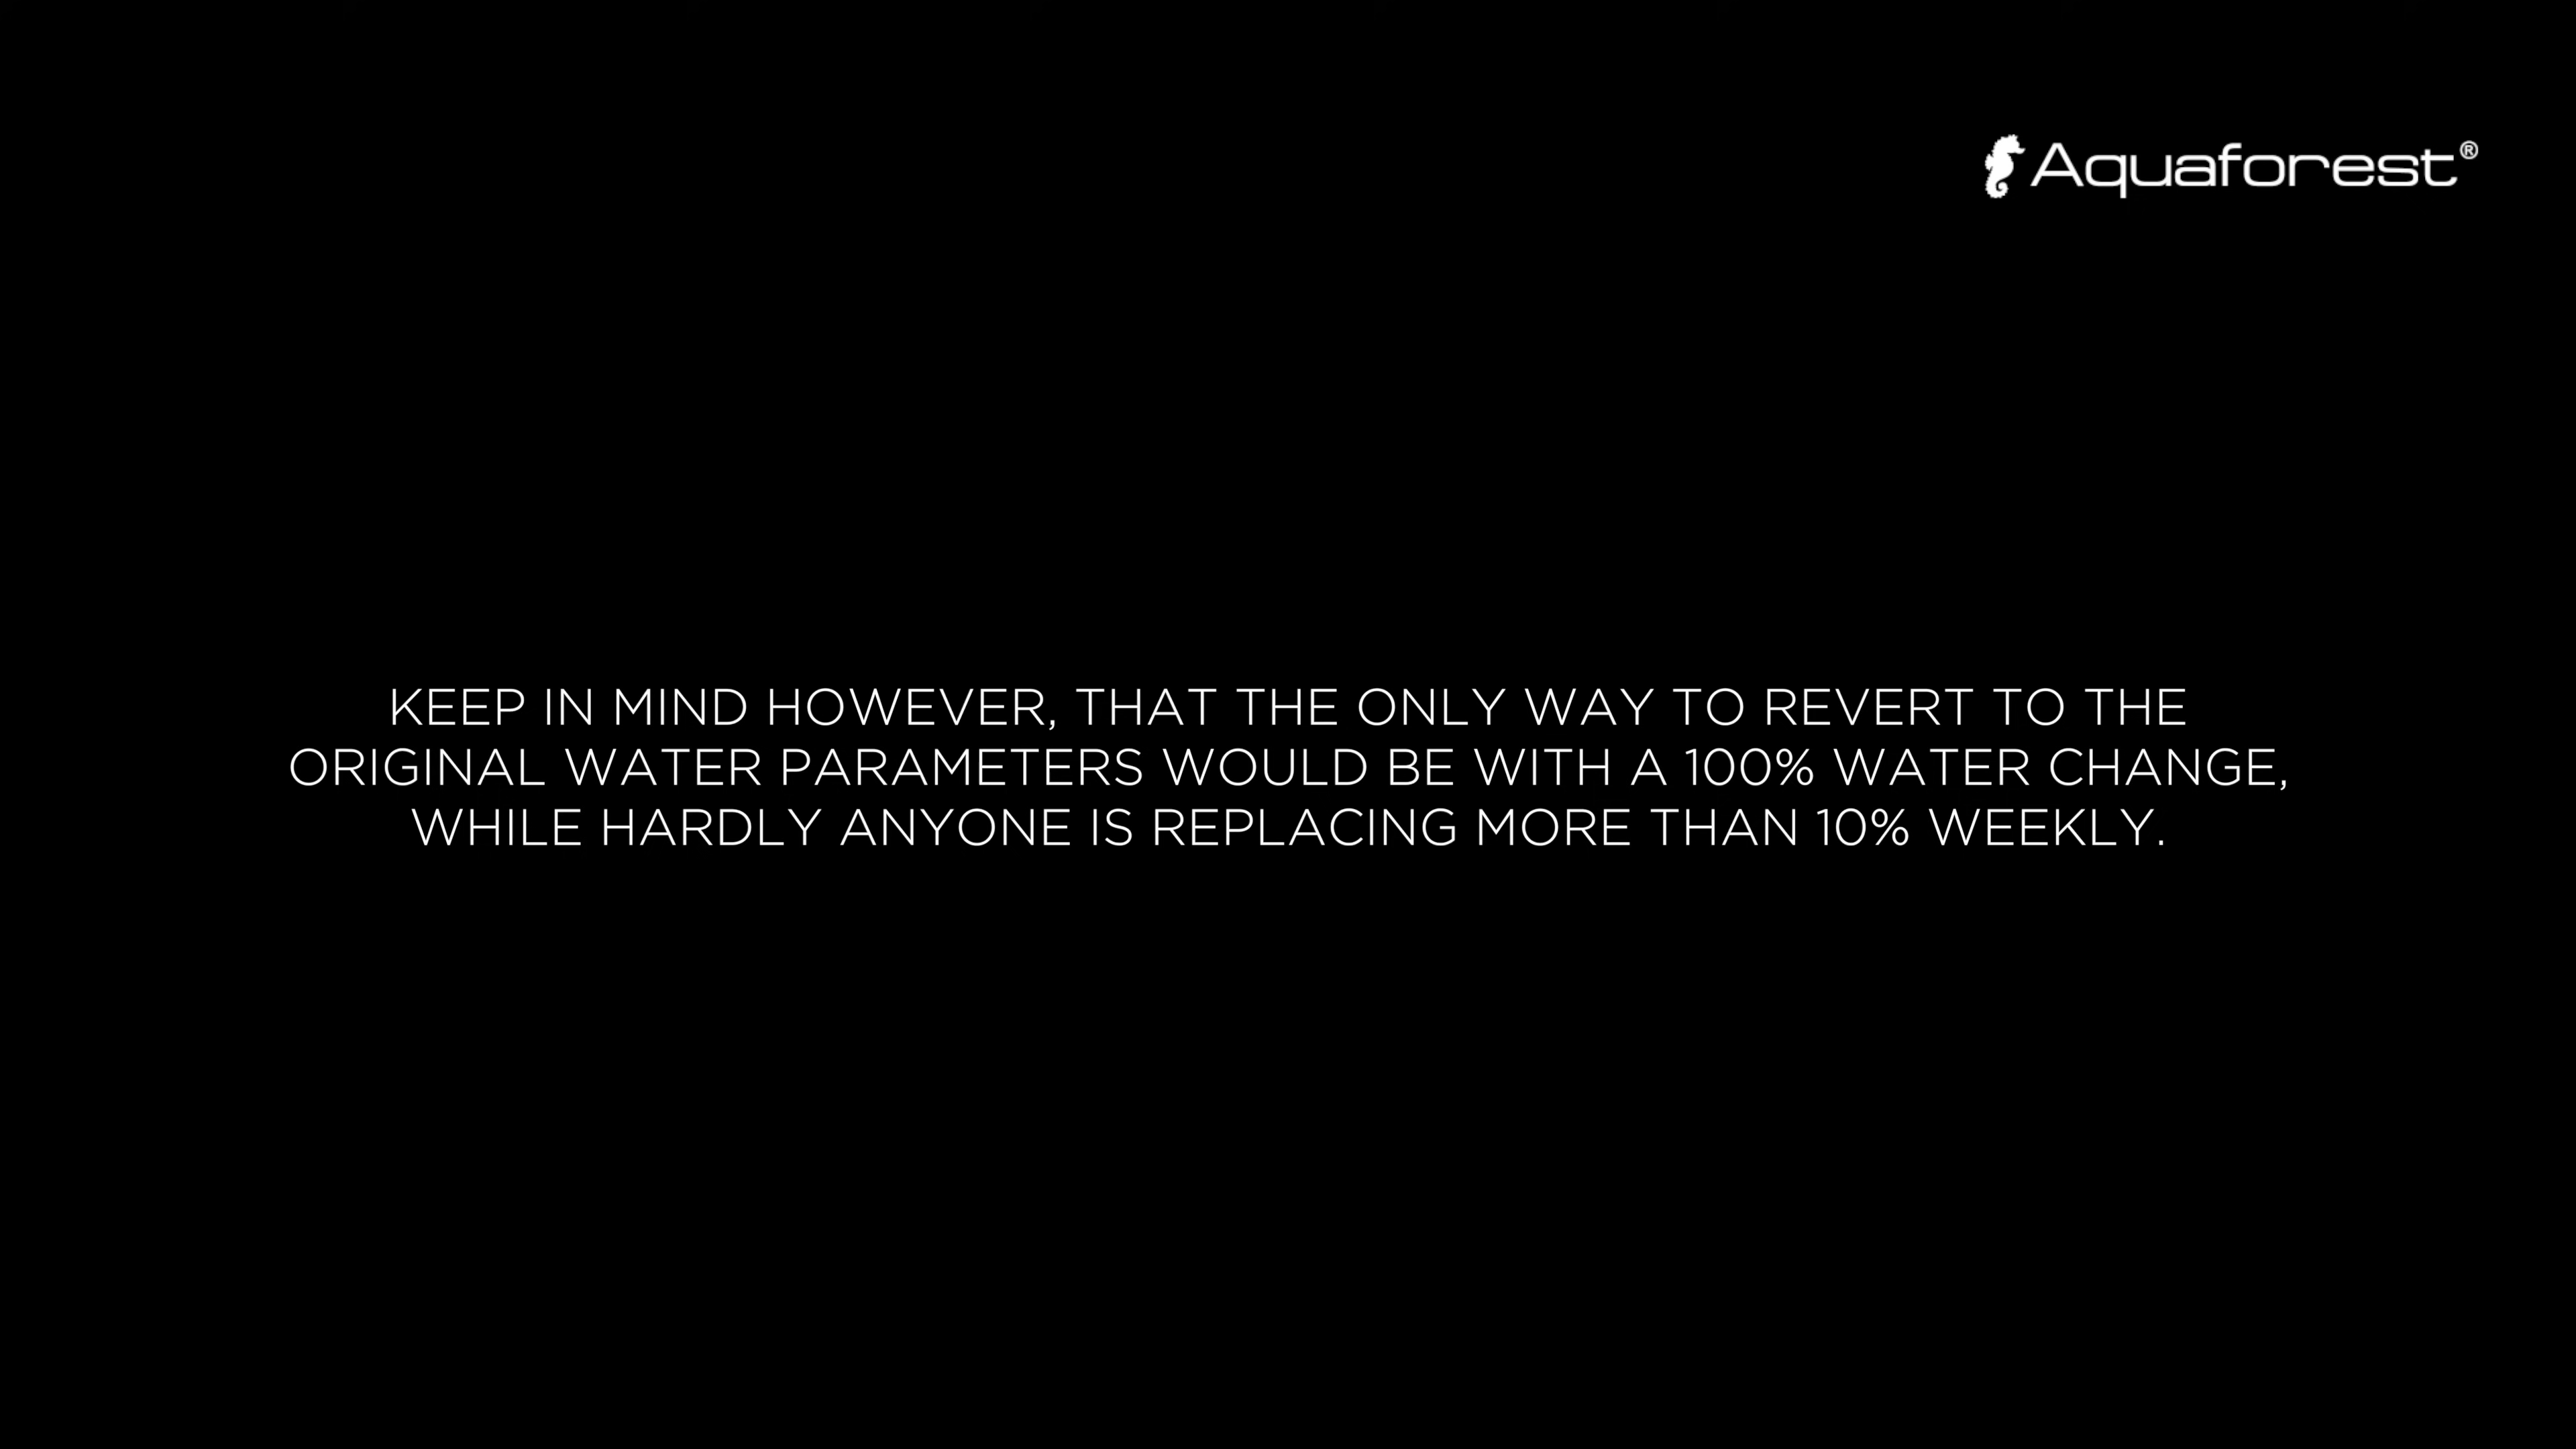 Aquaforest®
KEEP IN MIND HOWEVER, THAT THE ONLY WAY TO REVERT TO THE
ORIGINAL WATER PARAMETERS WOULD BE WITH A 100% WATER CHANGE,
WHILE HARDLY ANYONE IS REPLACING MORE THAN 10% WEEKLY.